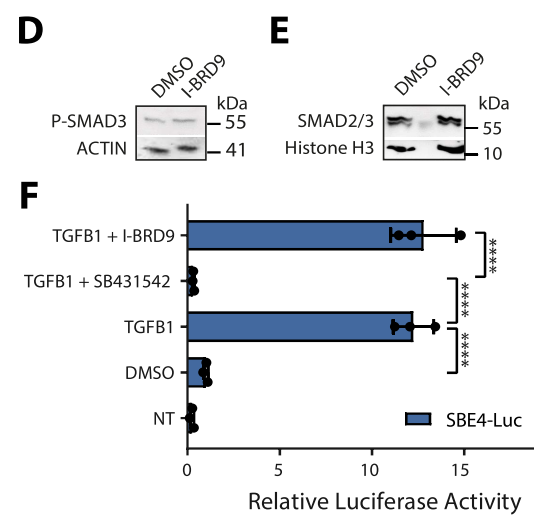 D
DMSO
I-BRD9
kDa
P-SMAD3
55
ACTIN
41
E
DMSO
I-BRD9
kDa
SMAD2/3
55
Histone H3
10
F
TGFB1 + I-BRD9
TGFB1 + SB431542
TGFB1
DMSO
NT
****
****
****
SBE4-Luc
0 5 10 15
Relative Luciferase Activity